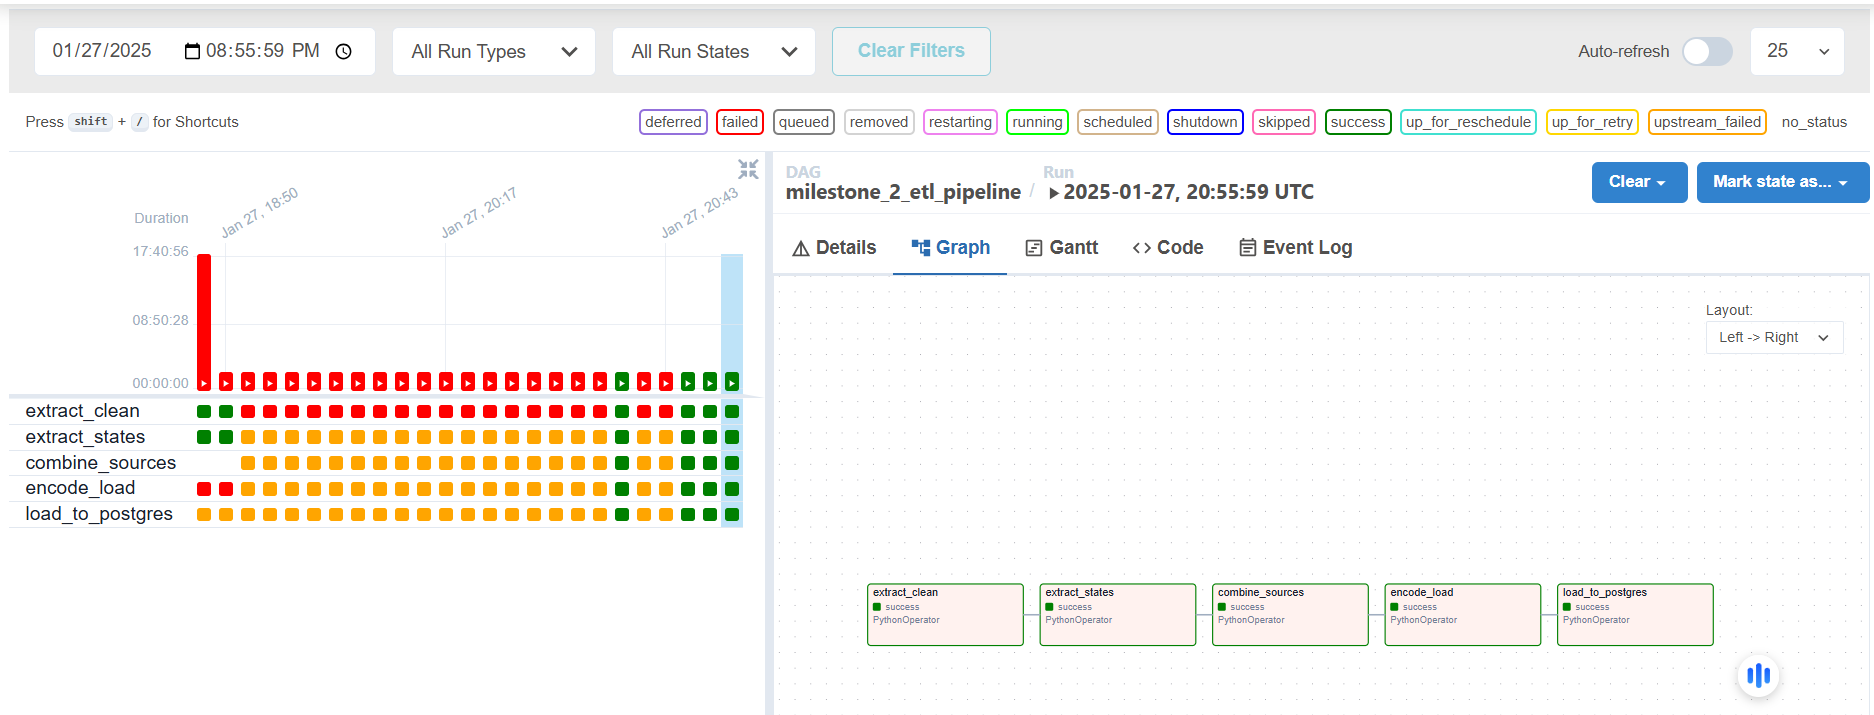 01/27/2025 08:55:59 PM All Run Types All Run States Clear Filters Auto-refresh 25
Press shift + / for Shortcuts deferred failed queued removed restarting running scheduled shutdown skipped success up_for_reschedule up_for_retry upstream_failed no_status
Duration
Jan 27, 18:50
Jan 27, 20:17
Jan 27, 20:43
17:40:56
08:50:28
00:00:00
extract_clean
extract_states
combine_sources
encode_load
load_to_postgres
DAG
milestone_2_etl_pipeline
/
Run
2025-01-27, 20:55:59 UTC
Clear
Mark state as...
Details Graph Gantt Code Event Log
Layout:
Left -> Right
extract_clean
success
PythonOperator
extract_states
success
PythonOperator
combine_sources
success
PythonOperator
encode_load
success
PythonOperator
load_to_postgres
success
PythonOperator